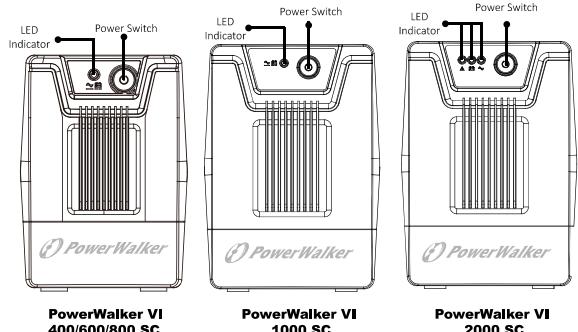 LED
Indicator
Power Switch
LED
Indicator
Power Switch
LED
Indicator
Power Switch
PowerWalker
PowerWalker
PowerWalker
PowerWalker VI
400/600/800 SC
PowerWalker VI
1000 SC
PowerWalker VI
2000 SC